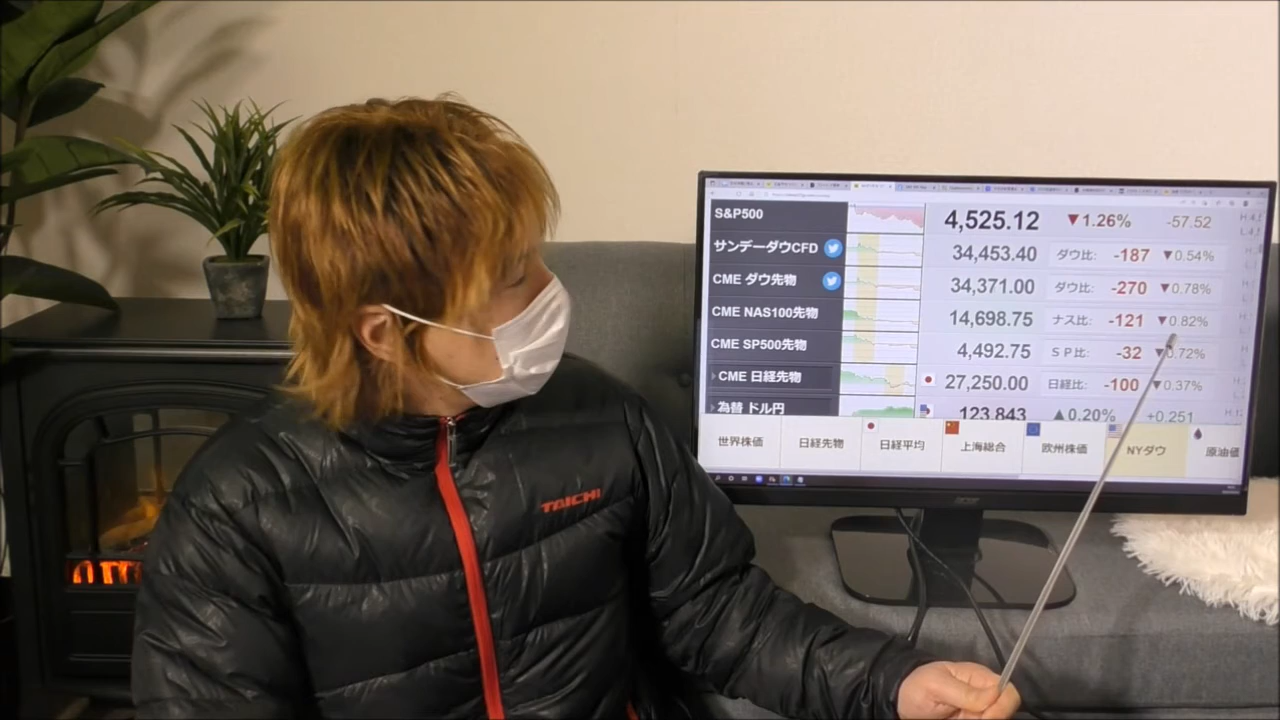 S&P500 4,525.12 ▼1.26% -57.52
サンデーダウCFD 34,453.40 ダウ比: -187 ▼0.54%
CME ダウ先物 34,371.00 ダウ比: -270 ▼0.78%
CME NAS100先物 14,698.75 ナス比: -121 ▼0.82%
CME SP500先物 4,492.75 SP比: -32 ▼0.72%
CME 日経先物 27,250.00 日経比: -100 ▼0.37%
為替 ドル円 123.843 ▲0.20% +0.251
世界株価 日経先物 日経平均 上海総合 欧州株価 NYダウ 原油価
acer
TAICHI